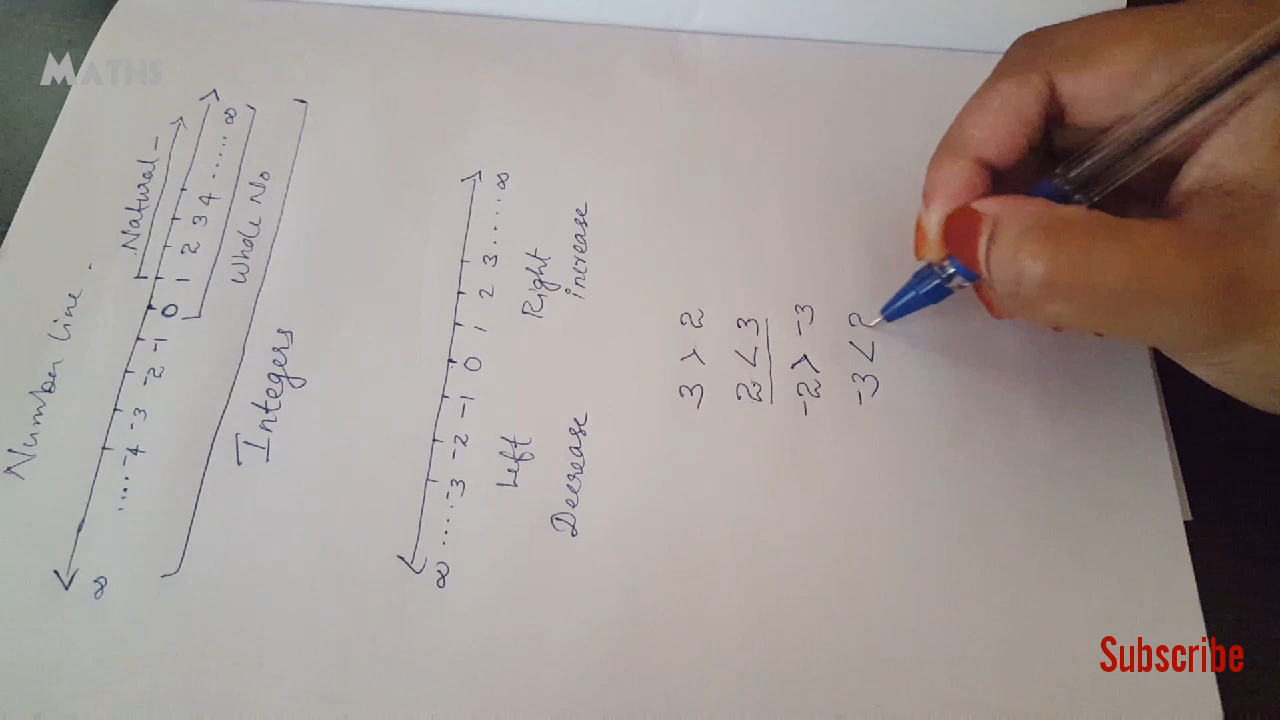 MATHS
Number line.
Natural
∞ .....-4 -3 -2 -1 0 1 2 3 4 ...... ∞
Whole No
Integers
∞ .....-3 -2 -1 0 1 2 3 ..... ∞
Left Right
Decrease increase
3 > 2
2 < 3
-2 > -3
-3 < 2
Subscribe